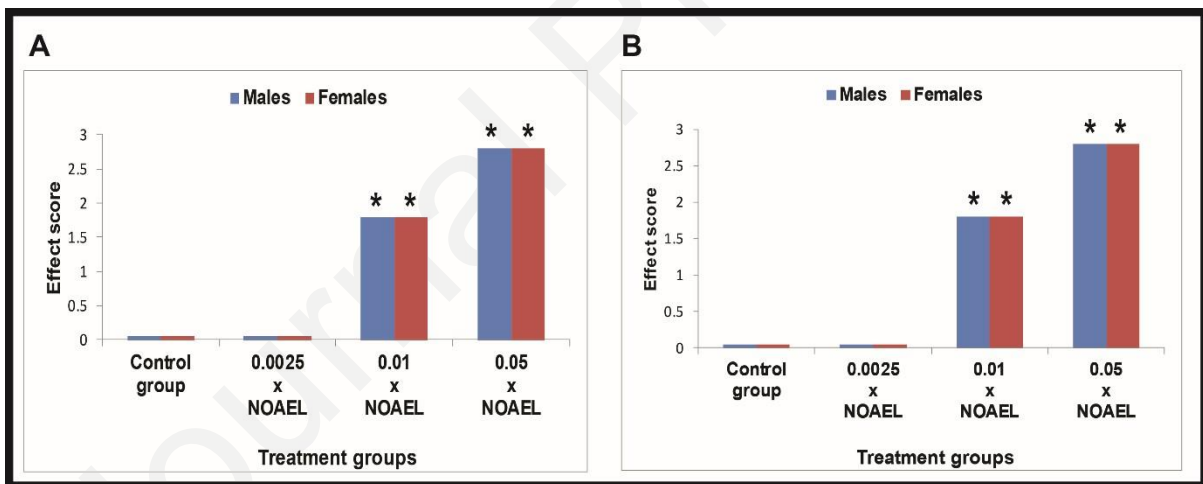 A
Males Females
3
2.5
2
1.5
1
0.5
0
Effect score
* *
* *
Control group
0.0025 x NOAEL
0.01 x NOAEL
0.05 x NOAEL
Treatment groups
B
Males Females
3
2.5
2
1.5
1
0.5
0
Effect score
* *
* *
Control group
0.0025 x NOAEL
0.01 x NOAEL
0.05 x NOAEL
Treatment groups
Journal Pr